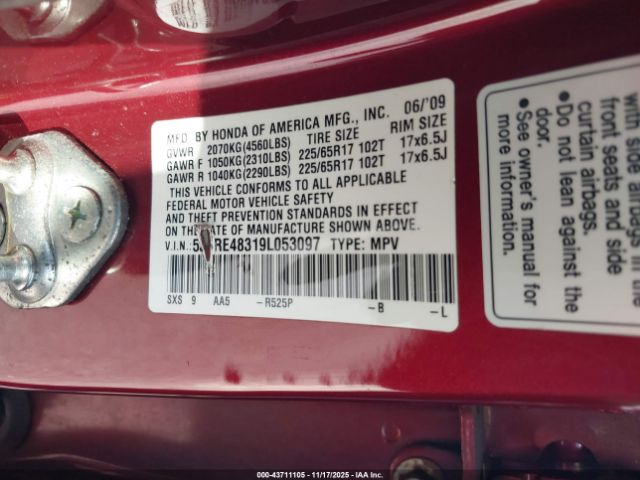 MFD. BY HONDA OF AMERICA MFG., INC. 06/'09
GVWR 2070KG(4560LBS) TIRE SIZE RIM SIZE
GAWR F 1050KG(2310LBS) 225/65R17 102T 17x6.5J
GAWR R 1040KG(2290LBS) 225/65R17 102T 17x6.5J
THIS VEHICLE CONFORMS TO ALL APPLICABLE
FEDERAL MOTOR VEHICLE SAFETY
AND THEFT PREVENTION STANDARDS IN EFFECT
ON THE DATE OF MANUFACTURE SHOWN ABOVE.
V.I.N.: RE48319L053097 TYPE: MPV
SXS 9 AA5 -R525P -B -L
with side
front seats and side
curtain airbags.
• Do not lean against the
door.
• See owner's manual for
more information.
000-43711105 - 11/17/2025 - IAA Inc.